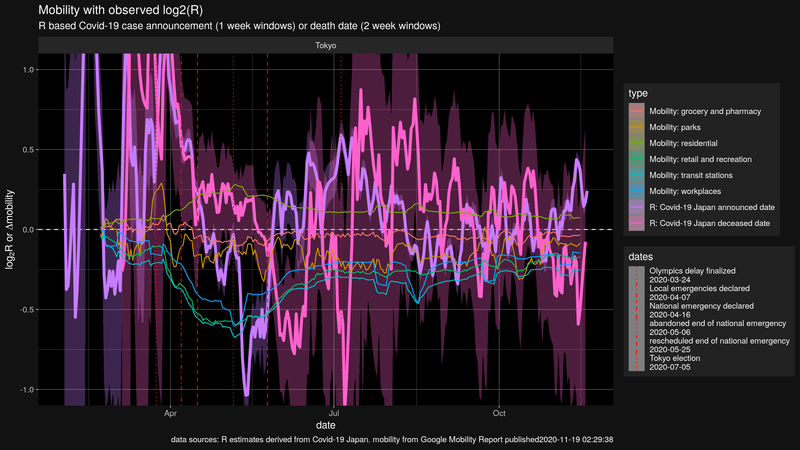 Mobility with observed log2(R)
R based Covid-19 case announcement (1 week windows) or death date (2 week windows)
Tokyo
1.0
0.5
0.0
-0.5
-1.0
log2R or Δmobility
Apr
Jul
Oct
date
type
Mobility: grocery and pharmacy
Mobility: parks
Mobility: residential
Mobility: retail and recreation
Mobility: transit stations
Mobility: workplaces
R: Covid-19 Japan announced date
R: Covid-19 Japan deceased date
dates
Olympics delay finalized
2020-03-24
Local emergencies declared
2020-04-07
National emergency declared
2020-04-16
abandoned end of national emergency
2020-05-06
rescheduled end of national emergency
2020-05-25
Tokyo election
2020-07-05
data sources: R estimates derived from Covid-19 Japan. mobility from Google Mobility Report published2020-11-19 02:29:38